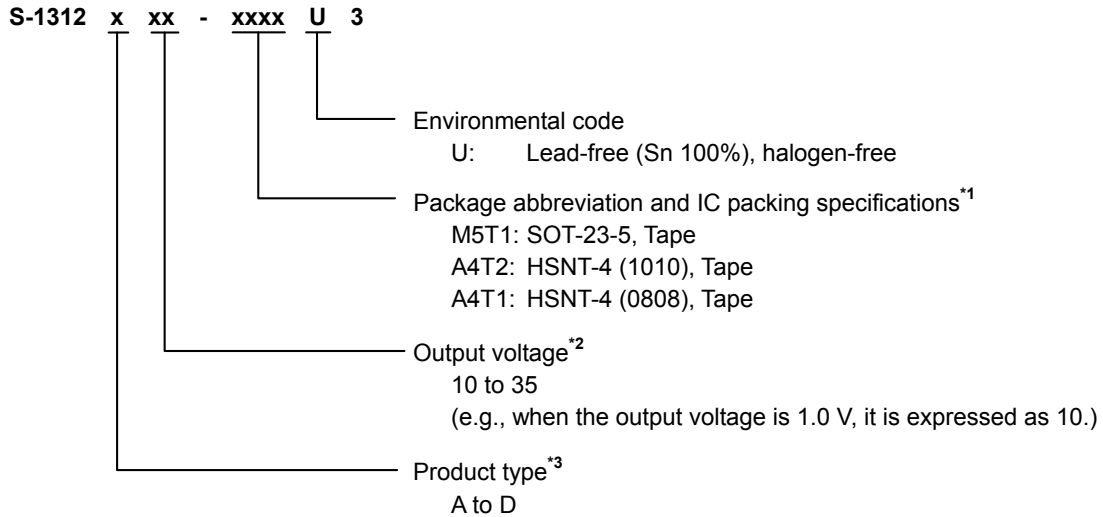 S-1312 x xx - xxxx U 3
Environmental code
U: Lead-free (Sn 100%), halogen-free
Package abbreviation and IC packing specifications*1
M5T1: SOT-23-5, Tape
A4T2: HSNT-4 (1010), Tape
A4T1: HSNT-4 (0808), Tape
Output voltage*2
10 to 35
(e.g., when the output voltage is 1.0 V, it is expressed as 10.)
Product type*3
A to D